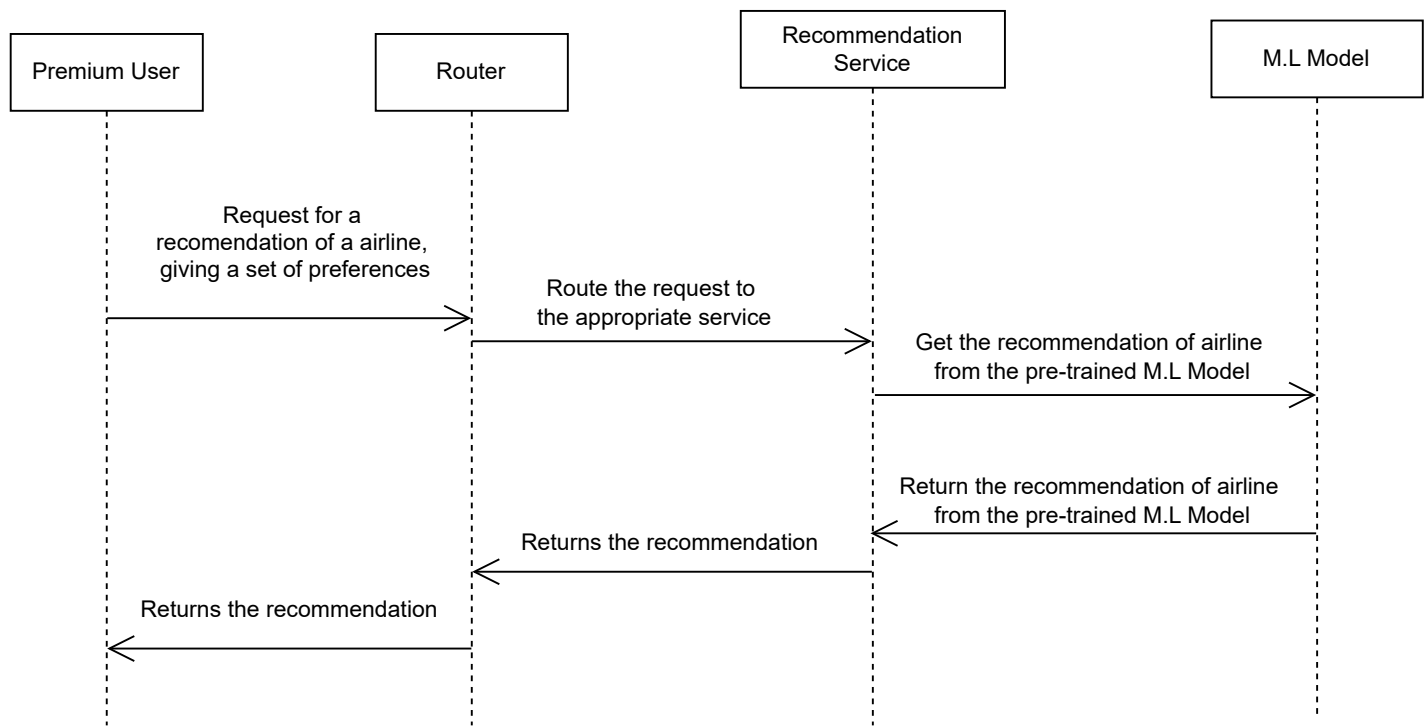 Premium User
Router
Recommendation
Service
M.L Model
Request for a
recomendation of a airline,
giving a set of preferences
Route the request to
the appropriate service
Get the recommendation of airline
from the pre-trained M.L Model
Return the recommendation of airline
from the pre-trained M.L Model
Returns the recommendation
Returns the recommendation